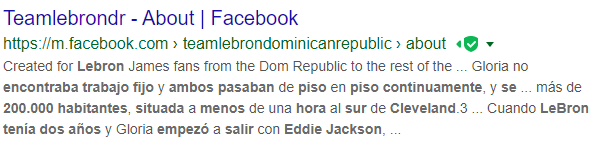 Teamlebrondr - About | Facebook
https://m.facebook.com › teamlebrondominicanrepublic › about
Created for Lebron James fans from the Dom Republic to the rest of the ... Gloria no
encontraba trabajo fijo y ambos pasaban de piso en piso continuamente, y se ... más de
200.000 habitantes, situada a menos de una hora al sur de Cleveland.3 ... Cuando LeBron
tenía dos años y Gloria empezó a salir con Eddie Jackson, ...